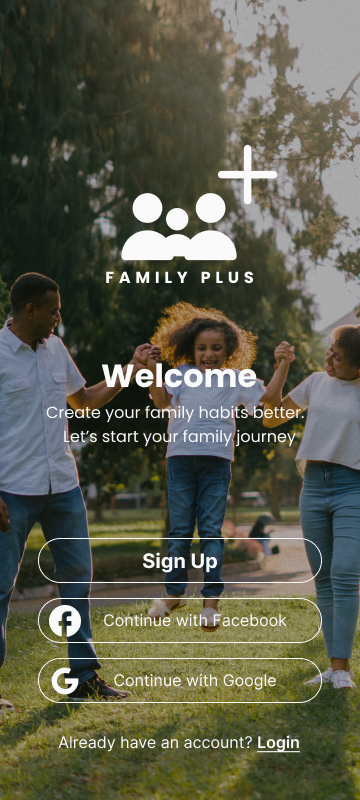 FAMILY PLUS
Welcome
Create your family habits better.
Let’s start your family journey
Sign Up
Continue with Facebook
Continue with Google
Already have an account? Login